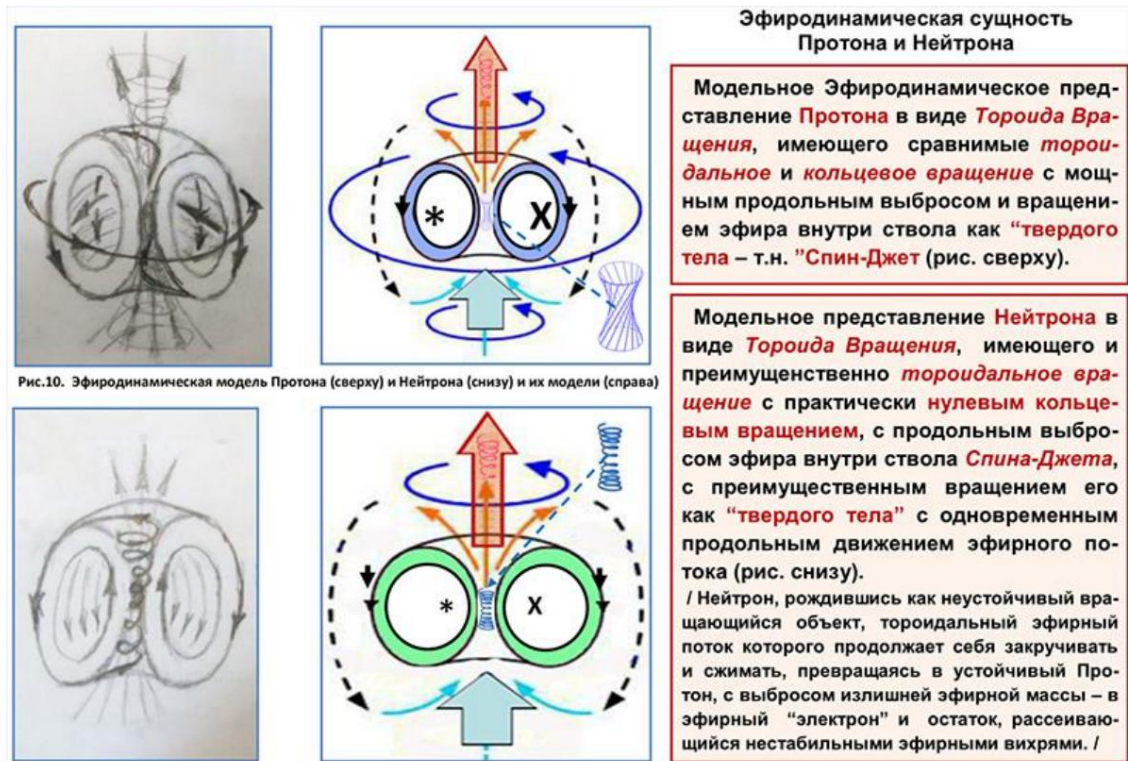 Эфиродинамическая сущность
Протона и Нейтрона
Модельное Эфиродинамическое пред-
ставление Протона в виде Тороида Вра-
щения, имеющего сравнимые торои-
дальное и кольцевое вращение с мощ-
ным продольным выбросом и вращени-
ем эфира внутри ствола как “твердого
тела – т.н. ”Спин-Джет (рис. сверху).
* X
Рис.10. Эфиродинамическая модель Протона (сверху) и Нейтрона (снизу) и их модели (справа)
Модельное представление Нейтрона в
виде Тороида Вращения, имеющего и
преимущенственно тороидальное вра-
щение с практически нулевым кольце-
вым вращением, с продольным выбро-
сом эфира внутри ствола Спина-Джета,
с преимущественным вращением его
как “твердого тела” с одновременным
продольным движением эфирного по-
тока (рис. снизу).
/ Нейтрон, рождившись как неустойчивый вра-
щающийся объект, тороидальный эфирный
поток которого продолжает себя закручивать
и сжимать, превращаясь в устойчивый Про-
тон, с выбросом излишней эфирной массы – в
эфирный “электрон” и остаток, рассеиваю-
щийся нестабильными эфирными вихрями. /
* X